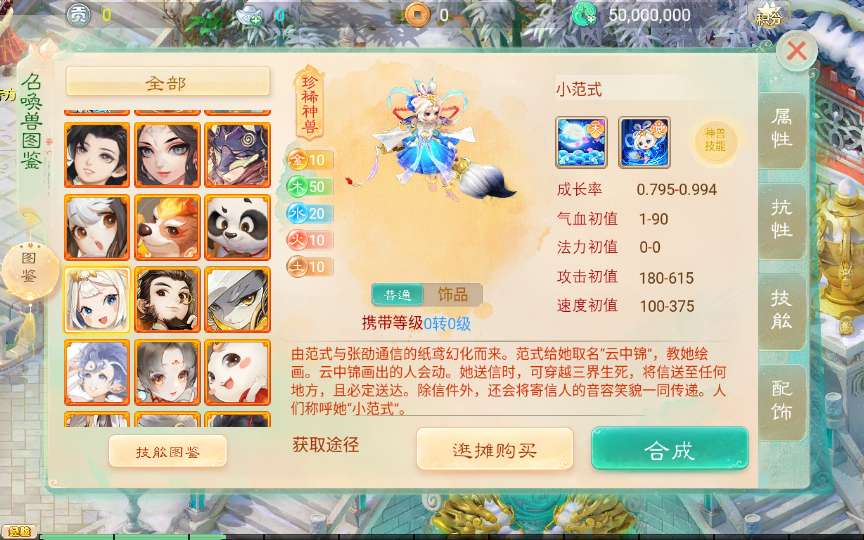 贡 0
0
0
50,000,000
积分
召唤兽图鉴
全部
珍稀神兽
小范式
属性
金 10
木 50
水 20
火 10
土 10
神兽技能
成长率 0.795-0.994
气血初值 1-90
法力初值 0-0
攻击初值 180-615
速度初值 100-375
抗性
图鉴
技能
普通 饰品
携带等级0转0级
由范式与张劭通信的纸鸢幻化而来。范式给她取名“云中锦”，教她绘
画。云中锦画出的人会动。她送信时，可穿越三界生死，将信送至任何
地方，且必定送达。除信件外，还会将寄信人的音容笑貌一同传递。人
们称呼她“小范式”。
配饰
技能图鉴
获取途径
逛摊购买
合成